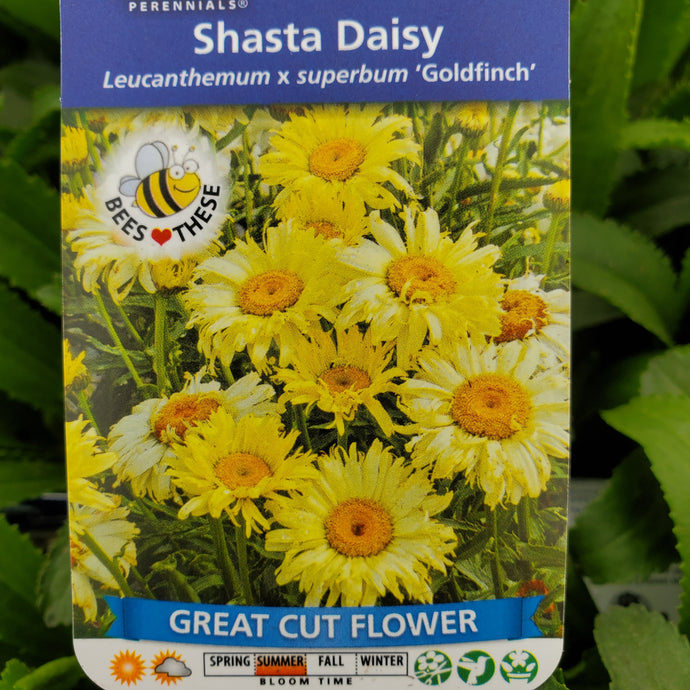 PERENNIALS®
Shasta Daisy
Leucanthemum x superbum 'Goldfinch'
BEES ♥ THESE
GREAT CUT FLOWER
SPRING SUMMER FALL WINTER
BLOOM TIME